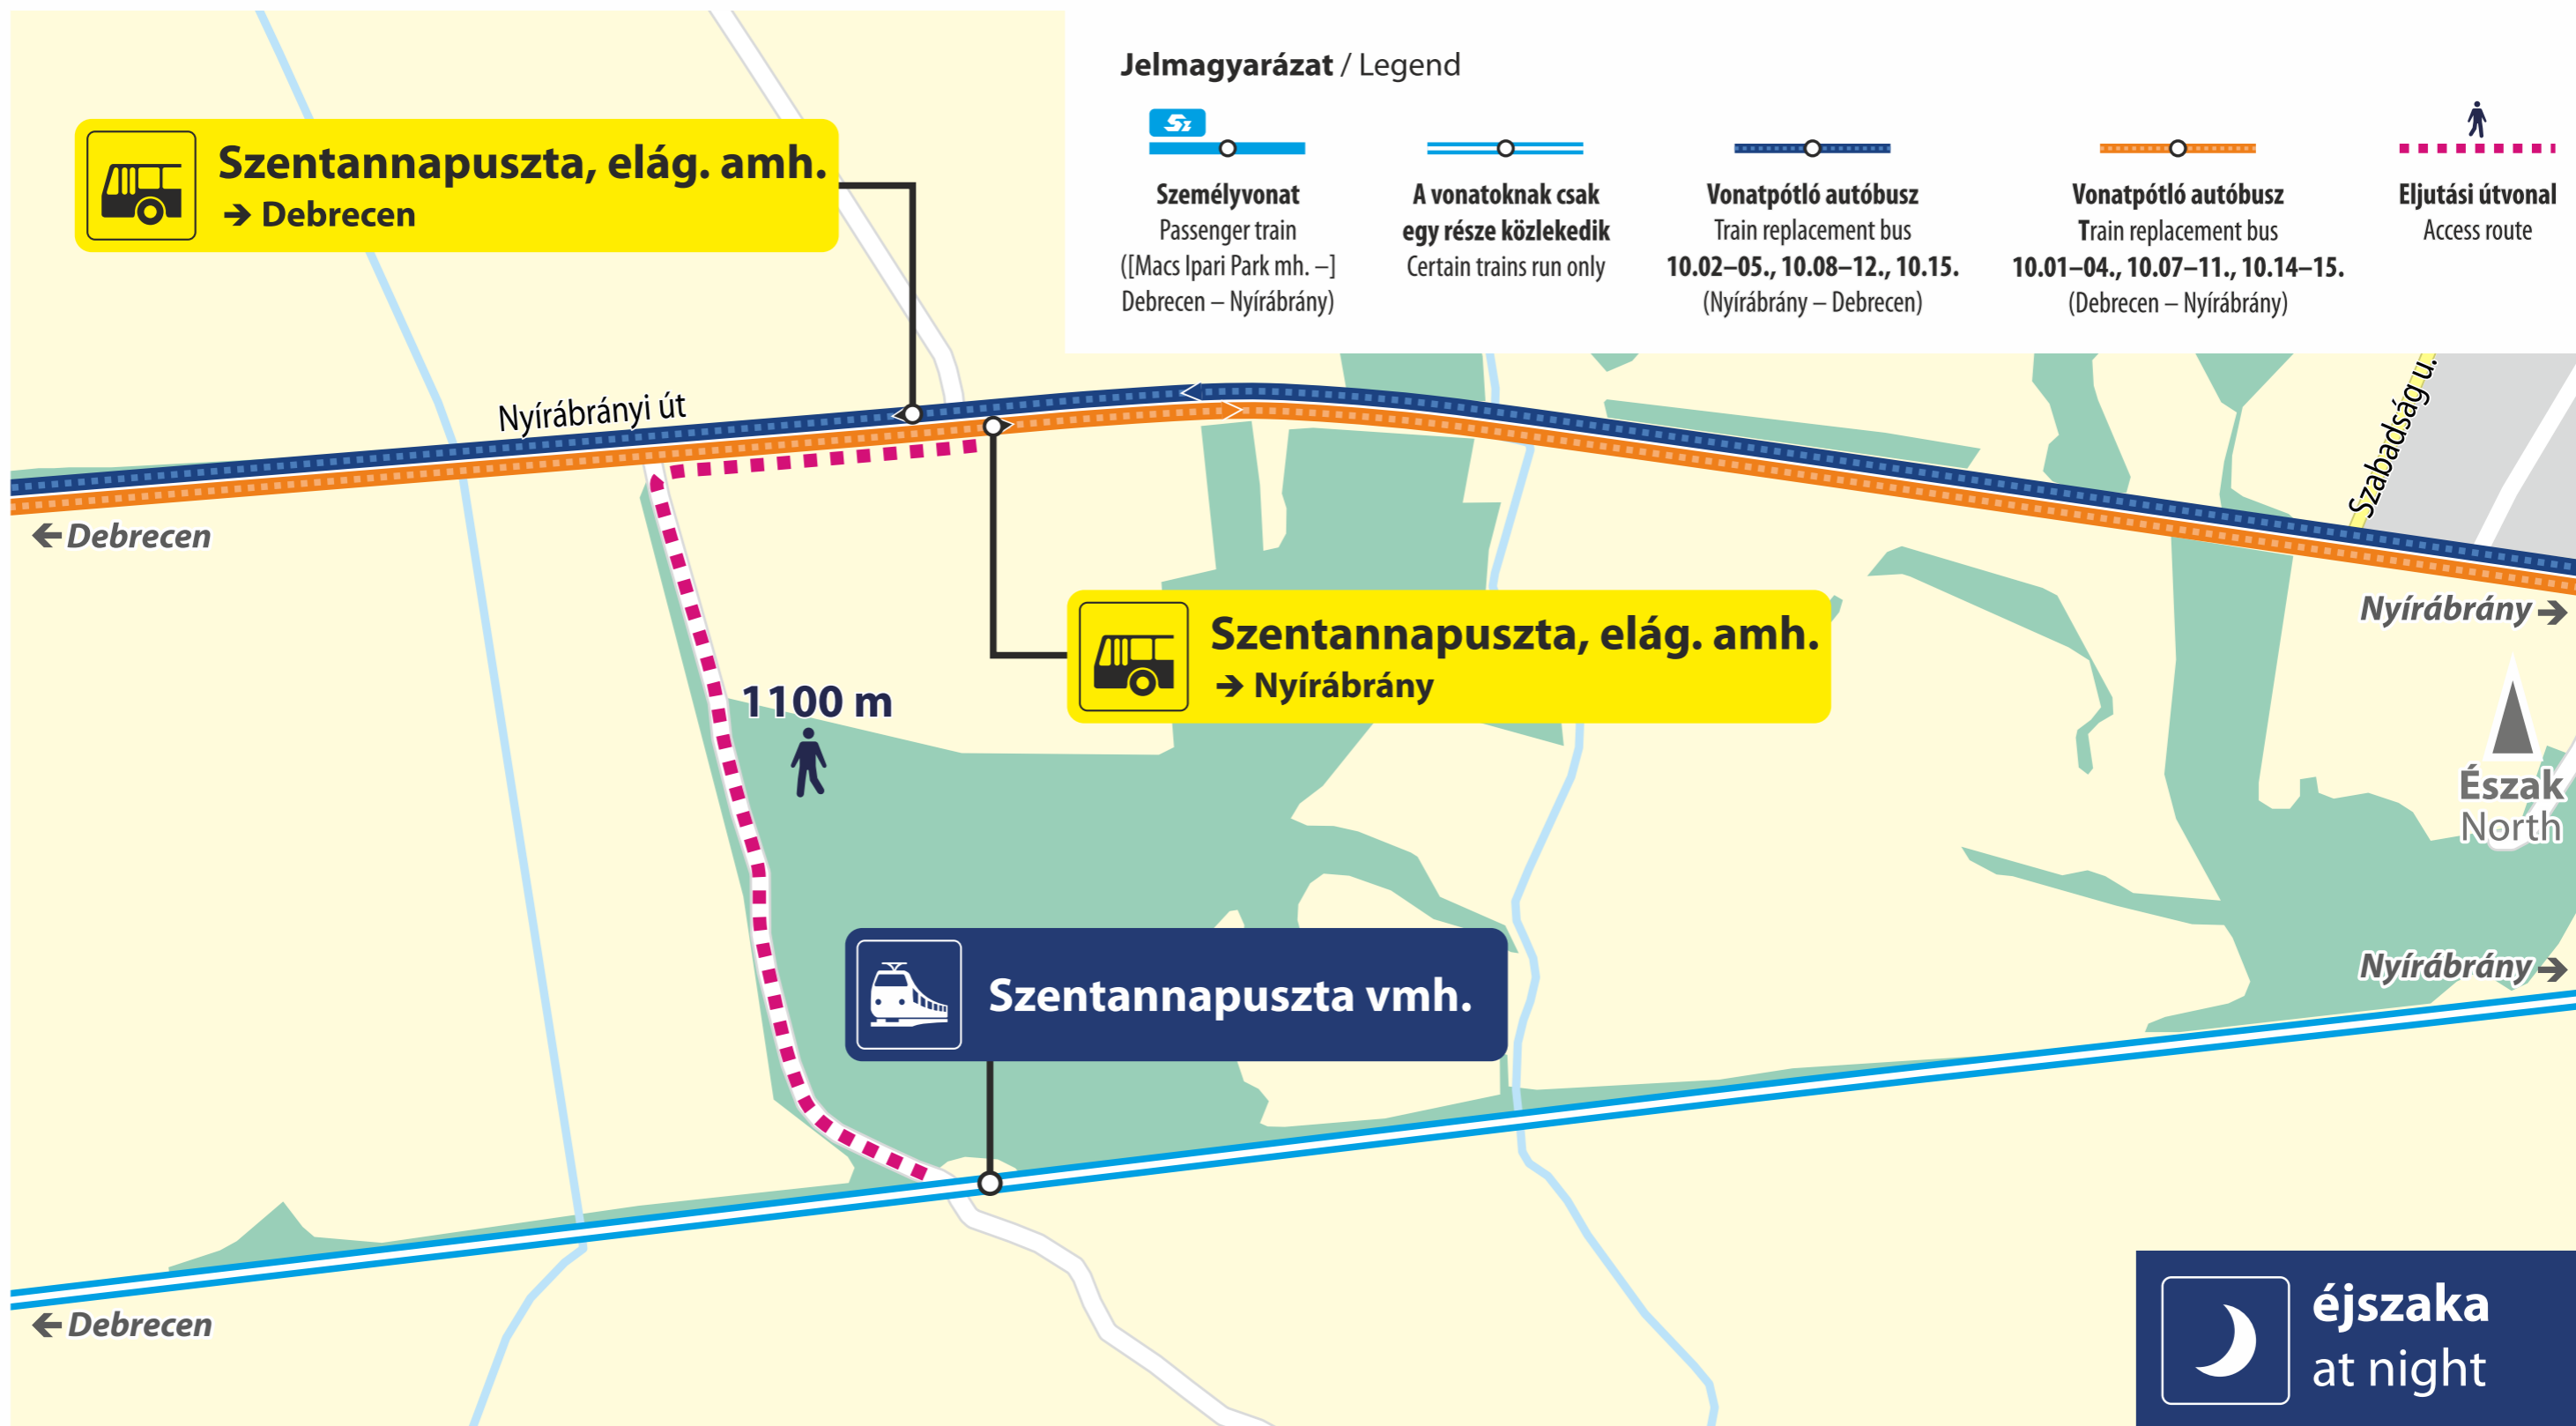 Jelmagyarázat / Legend
Sz
Személyvonat
Passenger train
([Macs Ipari Park mh. –]
Debrecen – Nyírábrány)
A vonatoknak csak
egy része közlekedik
Certain trains run only
Vonatpótló autóbusz
Train replacement bus
10.02–05., 10.08–12., 10.15.
(Nyírábrány – Debrecen)
Vonatpótló autóbusz
Train replacement bus
10.01–04., 10.07–11., 10.14–15.
(Debrecen – Nyírábrány)
Eljutási útvonal
Access route
Szentannapuszta, elág. amh.
→ Debrecen
Nyírábrányi út
Szabadság u.
← Debrecen
Szentannapuszta, elág. amh.
→ Nyírábrány
Nyírábrány →
1100 m
Észak
North
Szentannapuszta vmh.
Nyírábrány →
← Debrecen
éjszaka
at night